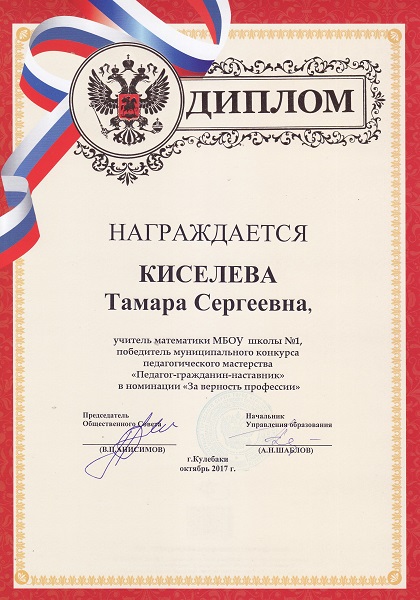 ДИПЛОМ
НАГРАЖДАЕТСЯ
КИСЕЛЕВА
Тамара Сергеевна,
учитель математики МБОУ школы №1,
победитель муниципального конкурса
педагогического мастерства
«Педагог-гражданин-наставник»
в номинации «За верность профессии»
Председатель
Общественного Совета
(В.П.АНИСИМОВ)
Начальник
Управления образования
(А.Н.ШАБЛОВ)
г.Кулебаки
октябрь 2017 г.